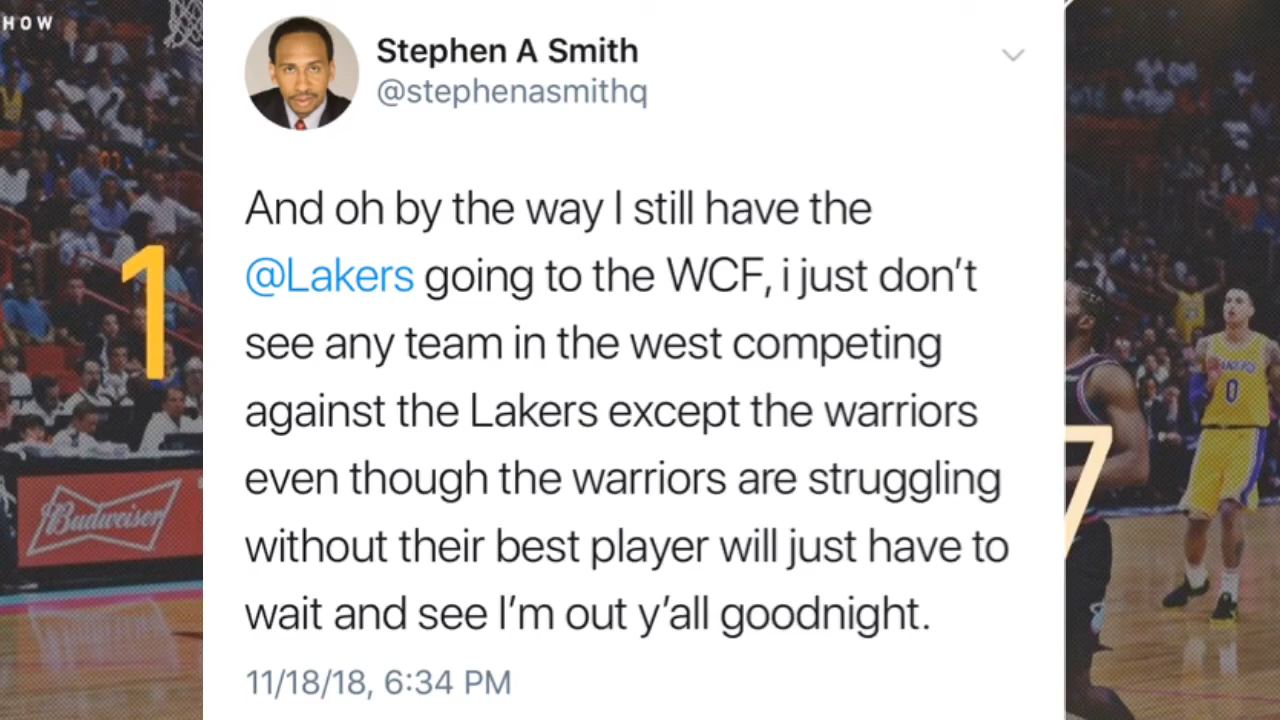 HOW
Stephen A Smith
@stephenasmithq
And oh by the way I still have the
@Lakers going to the WCF, i just don't
see any team in the west competing
against the Lakers except the warriors
even though the warriors are struggling
without their best player will just have to
wait and see I'm out y'all goodnight.
11/18/18, 6:34 PM
1
7
Budweiser
0